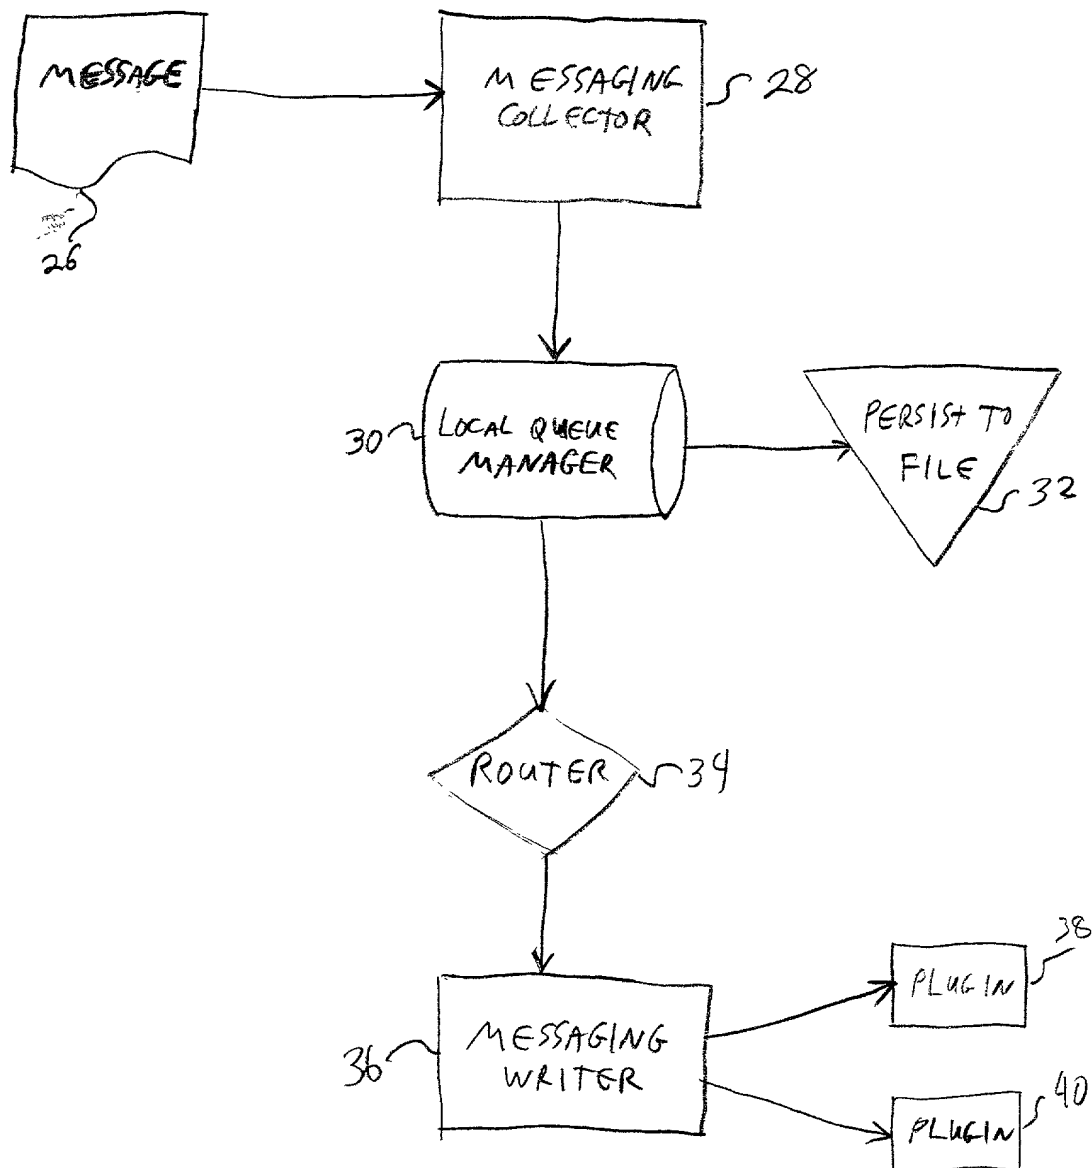 MESSAGE
MESSAGING
COLLECTOR
28
26
30
LOCAL QUEUE
MANAGER
PERSIST TO
FILE
32
ROUTER
34
36
MESSAGING
WRITER
PLUGIN
38
PLUGIN
40